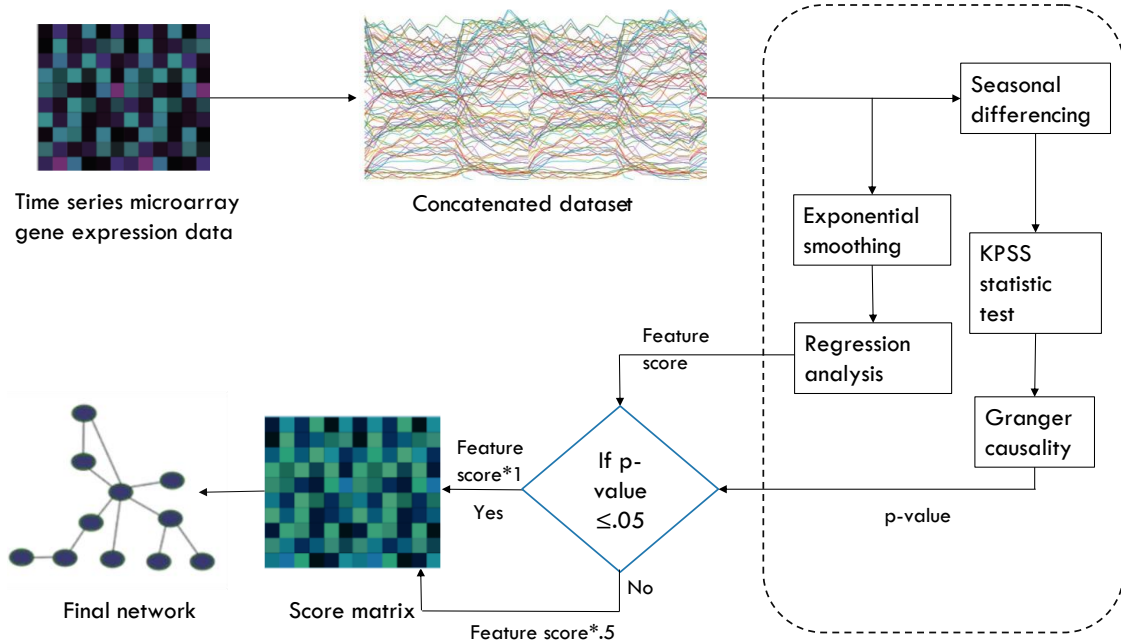 Time series microarray
gene expression data
Concatenated dataset
Seasonal
differencing
Exponential
smoothing
KPSS
statistic
test
Regression
analysis
Granger
causality
Feature
score
p-value
If p-
value
≤.05
Feature
score*1
Yes
No
Feature score*.5
Score matrix
Final network